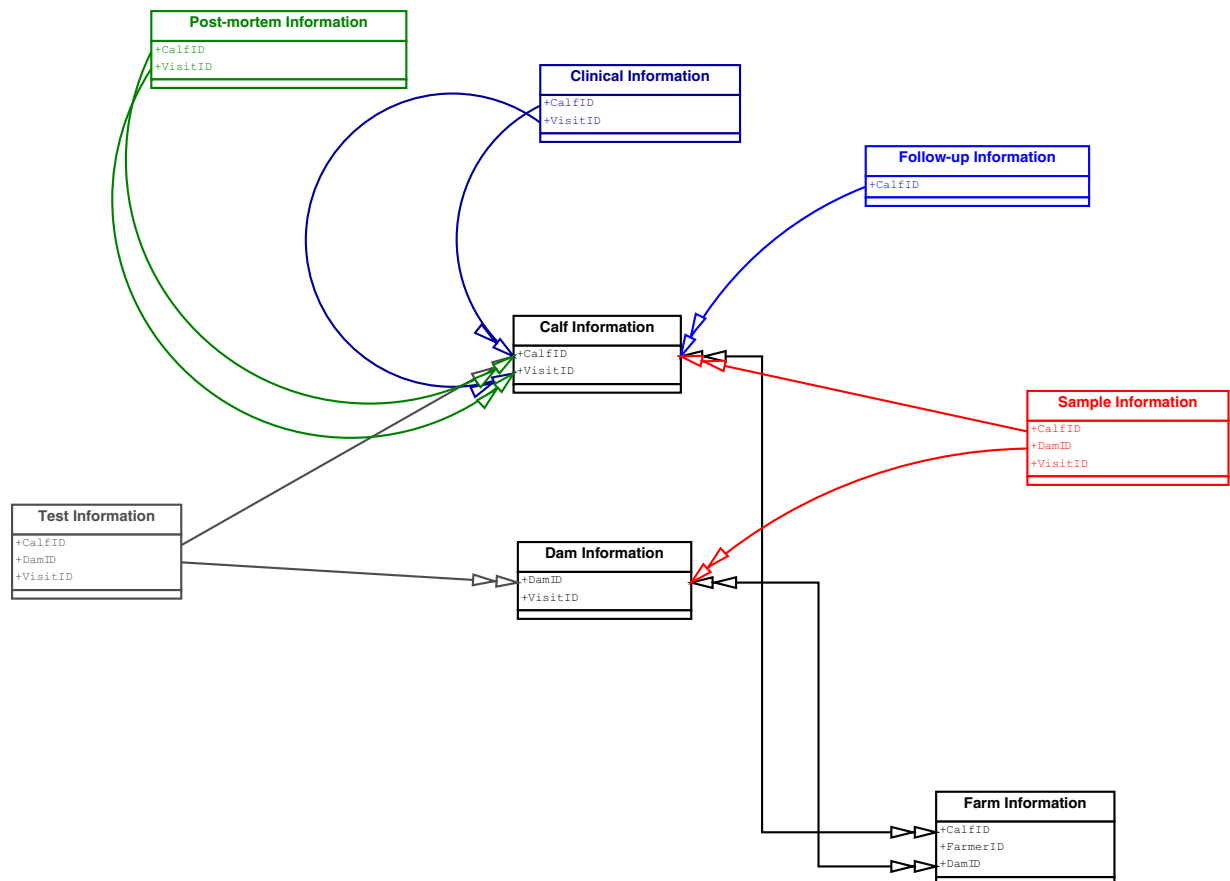 Post-mortem Information
+CalfID
+VisitID
Clinical Information
+CalfID
+VisitID
Follow-up Information
+CalfID
Calf Information
+CalfID
+VisitID
Sample Information
+CalfID
+DamID
+VisitID
Test Information
+CalfID
+DamID
+VisitID
Dam Information
+DamID
+VisitID
Farm Information
+CalfID
+FarmerID
+DamID